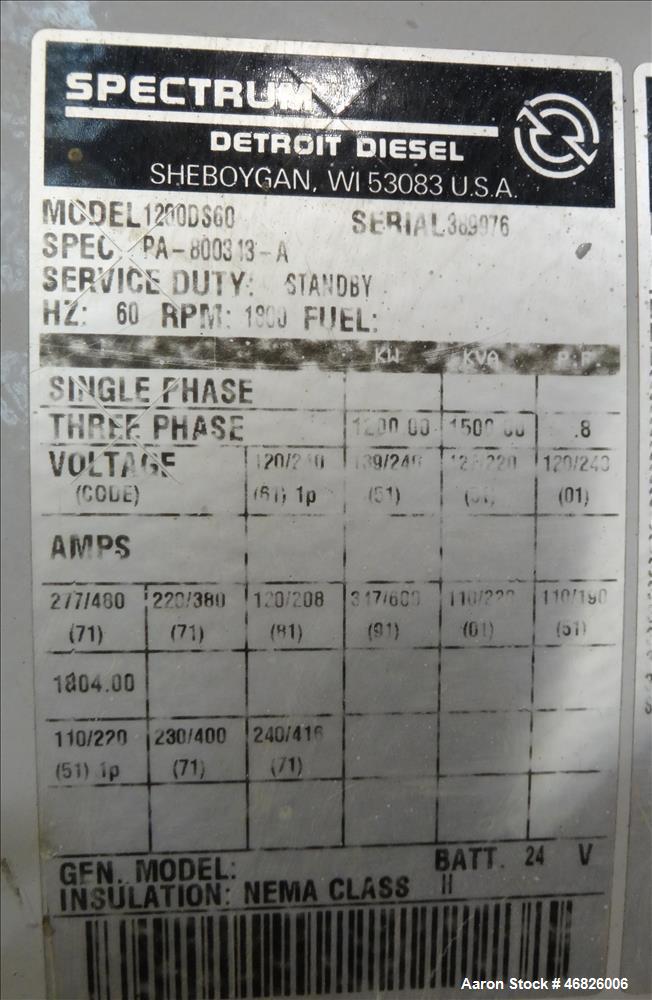 SPECTRUM
DETROIT DIESEL
SHEBOYGAN, WI 53083 U.S.A.
MODEL 1200DS60 SERIAL 389976
SPEC PA-800313-A
SERVICE DUTY: STANDBY
HZ: 60 RPM: 1800 FUEL:
KW KVA P.F.
SINGLE PHASE
THREE PHASE 1200.00 1500.00 .8
VOLTAGE 120/240 139/240 120/240
(CODE) (61) 1p (51) (01)
AMPS
277/480 220/380 120/208 347/600 110/220 110/190
(71) (71) (81) (91) (61) (51)
1804.00
110/220 230/400 240/416
(51) 1p (71) (71)
GEN. MODEL: BATT. 24 V
INSULATION: NEMA CLASS
Aaron Stock # 46826006